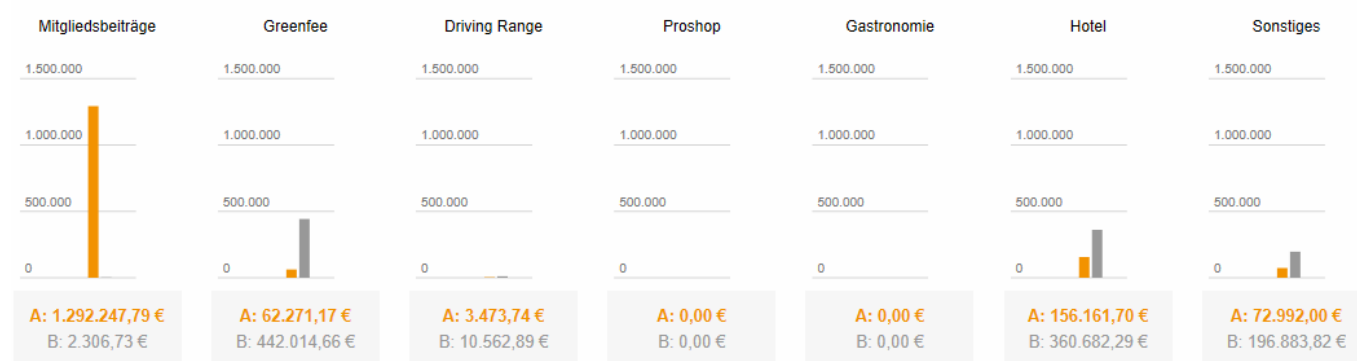 Mitgliedsbeiträge Greenfee Driving Range Proshop Gastronomie Hotel Sonstiges
1.500.000 1.500.000 1.500.000 1.500.000 1.500.000 1.500.000 1.500.000
1.000.000 1.000.000 1.000.000 1.000.000 1.000.000 1.000.000 1.000.000
500.000 500.000 500.000 500.000 500.000 500.000 500.000
0 0 0 0 0 0 0
A: 1.292.247,79 € A: 62.271,17 € A: 3.473,74 € A: 0,00 € A: 0,00 € A: 156.161,70 € A: 72.992,00 €
B: 2.306,73 € B: 442.014,66 € B: 10.562,89 € B: 0,00 € B: 0,00 € B: 360.682,29 € B: 196.883,82 €